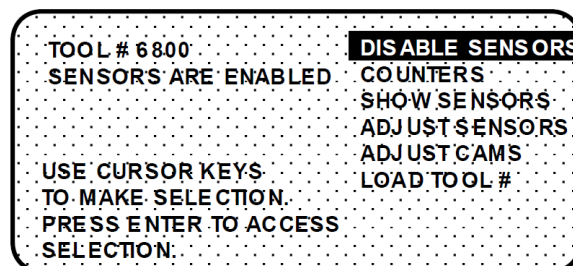 TOOL # 6800
SENSORS ARE ENABLED
USE CURSOR KEYS
TO MAKE SELECTION.
PRESS ENTER TO ACCESS
SELECTION.
DISABLE SENSORS
COUNTERS
SHOW SENSORS
ADJUST SENSORS
ADJUST CAMS
LOAD TOOL #